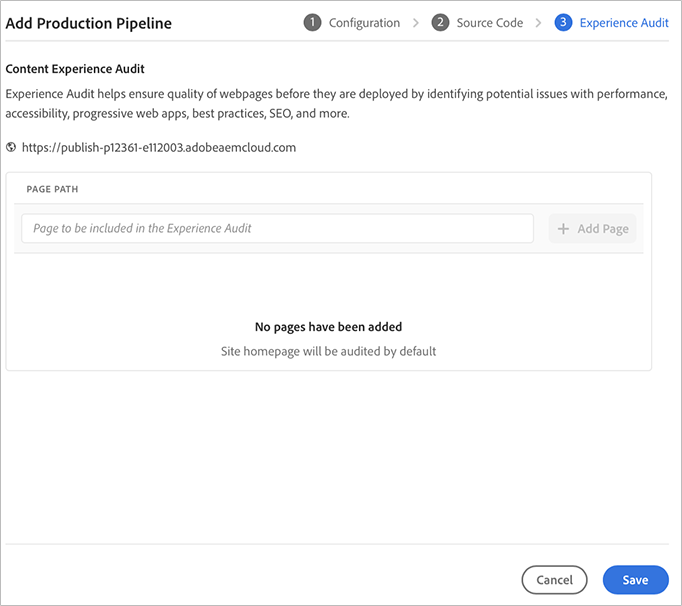 Add Production Pipeline
1 Configuration > 2 Source Code > 3 Experience Audit
Content Experience Audit
Experience Audit helps ensure quality of webpages before they are deployed by identifying potential issues with performance,
accessibility, progressive web apps, best practices, SEO, and more.
https://publish-p12361-e112003.adobeaemcloud.com
PAGE PATH
Page to be included in the Experience Audit
+ Add Page
No pages have been added
Site homepage will be audited by default
Cancel
Save